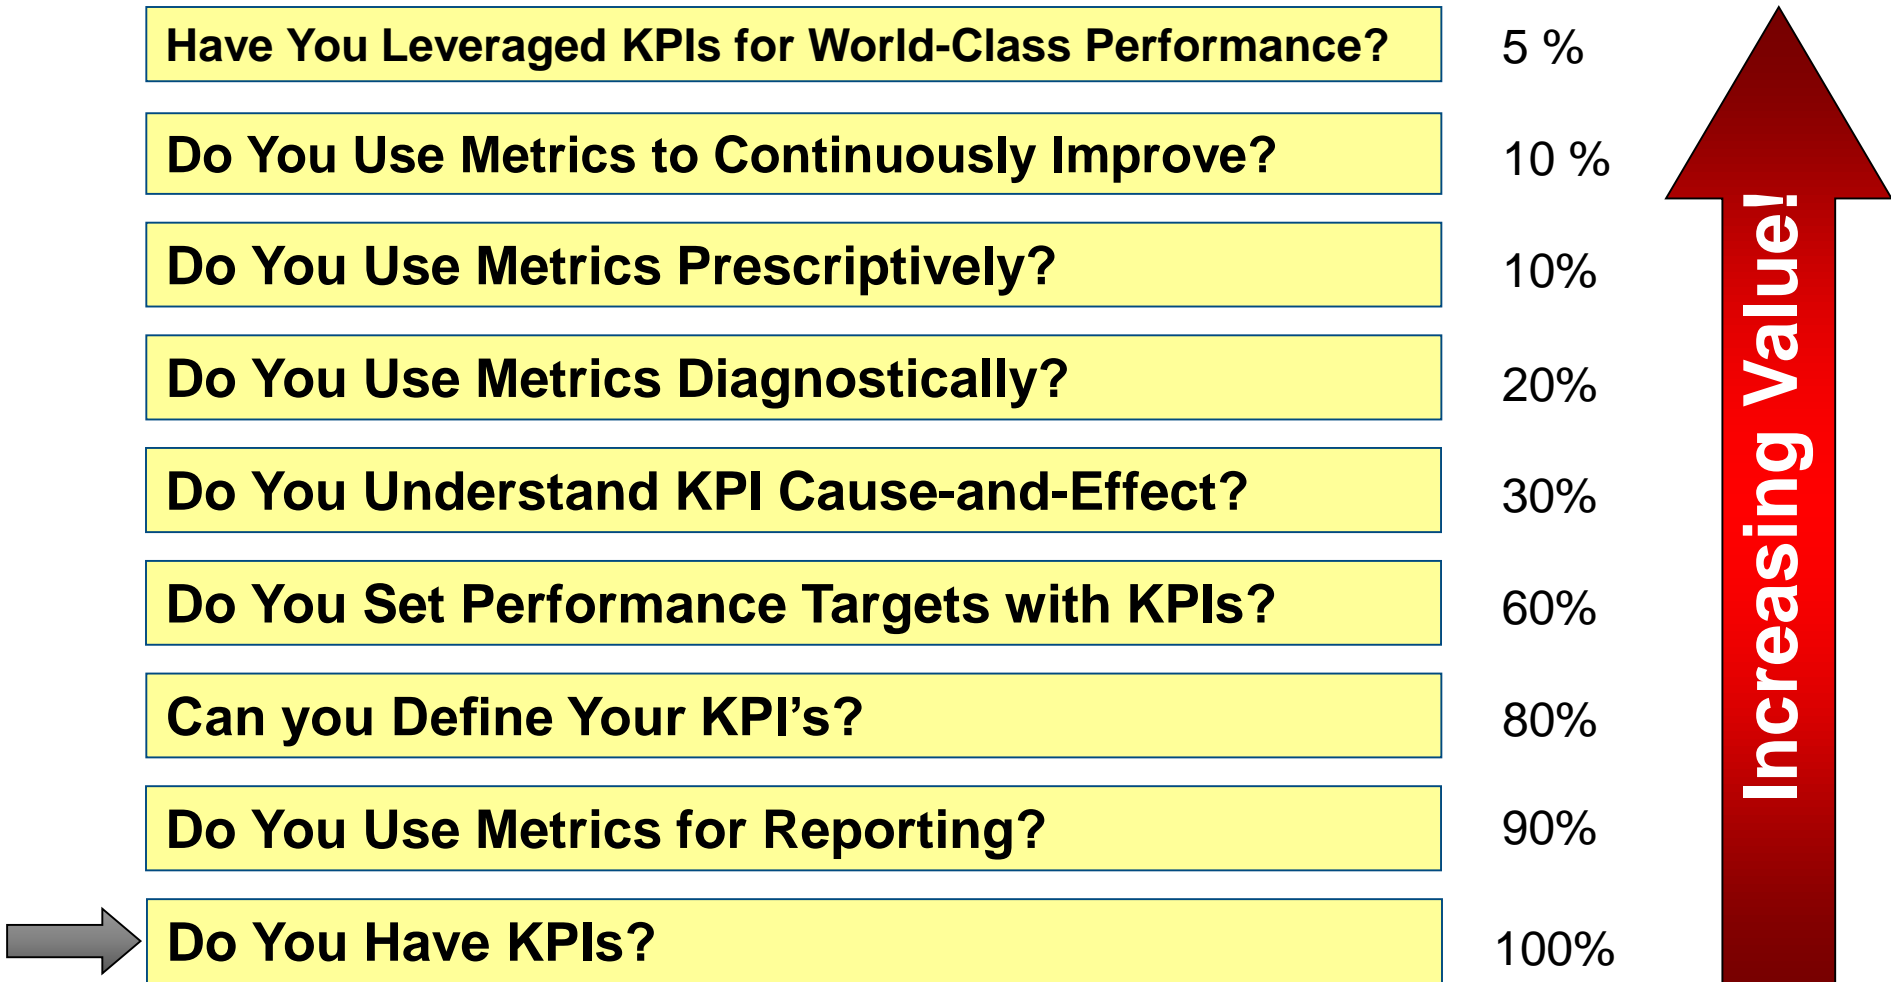 Have You Leveraged KPIs for World-Class Performance? 5 %
Do You Use Metrics to Continuously Improve? 10 %
Do You Use Metrics Prescriptively? 10%
Do You Use Metrics Diagnostically? 20%
Do You Understand KPI Cause-and-Effect? 30%
Do You Set Performance Targets with KPIs? 60%
Can you Define Your KPI’s? 80%
Do You Use Metrics for Reporting? 90%
Do You Have KPIs? 100%
Increasing Value!